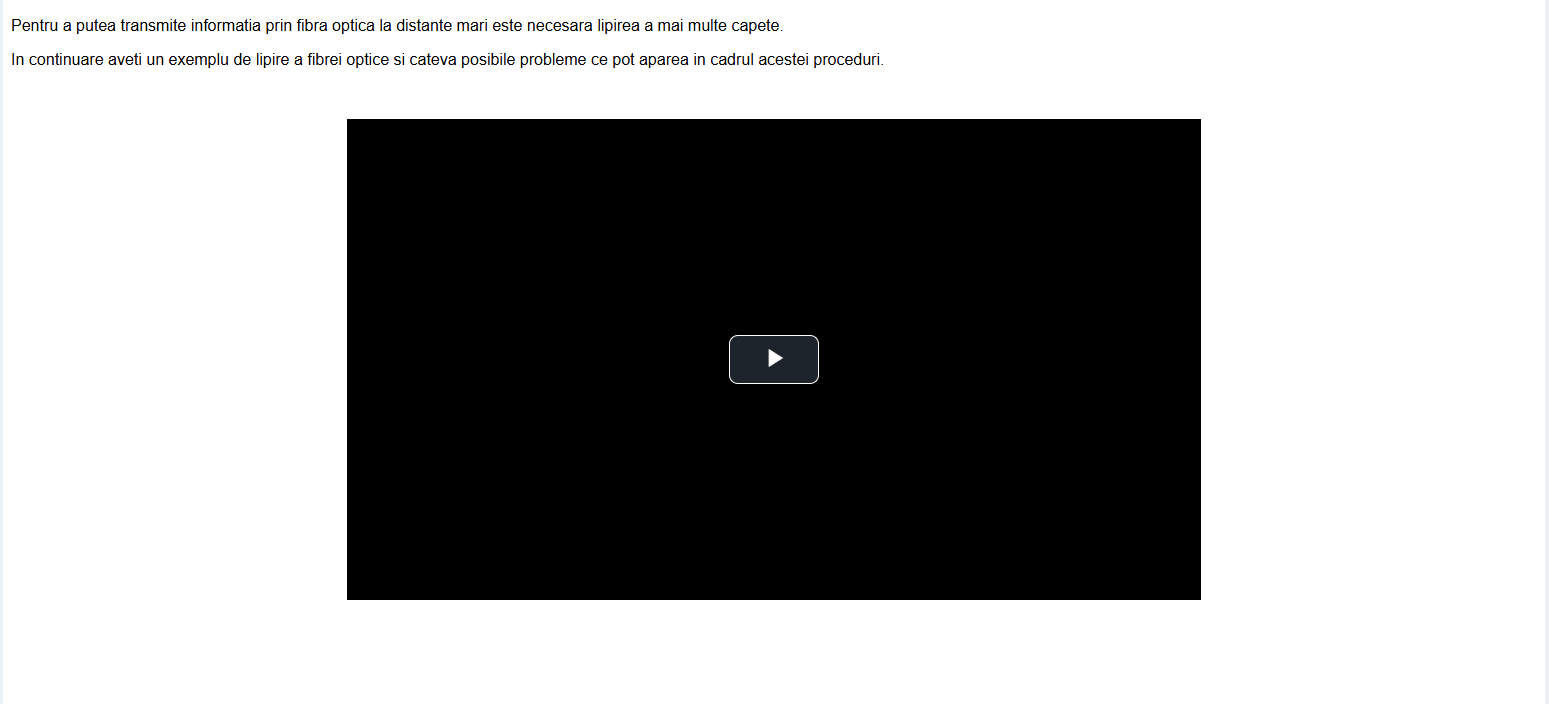 Pentru a putea transmite informatia prin fibra optica la distante mari este necesara lipirea a mai multe capete.
In continuare aveti un exemplu de lipire a fibrei optice si cateva posibile probleme ce pot aparea in cadrul acestei proceduri.